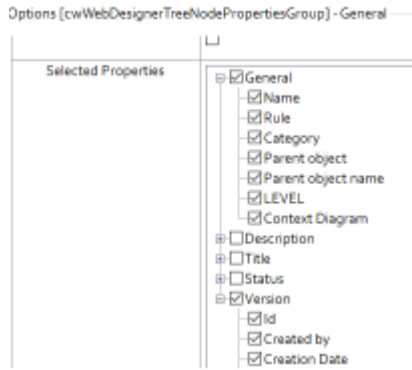 Options [cwWebDesignerTreeNodePropertiesGroup] - General
Selected Properties
General
Name
Rule
Category
Parent object
Parent object name
LEVEL
Context Diagram
Description
Title
Status
Version
Id
Created by
Creation Date